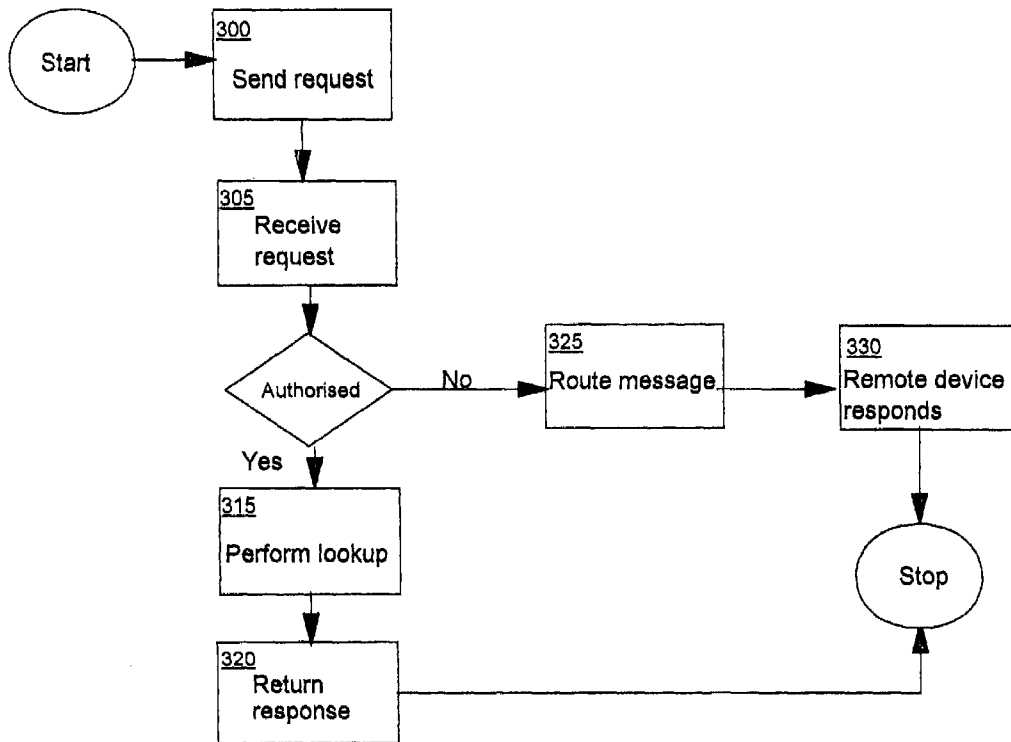 Start
300
Send request
305
Receive
request
Authorised
No
325
Route message
330
Remote device
responds
Yes
315
Perform lookup
Stop
320
Return
response